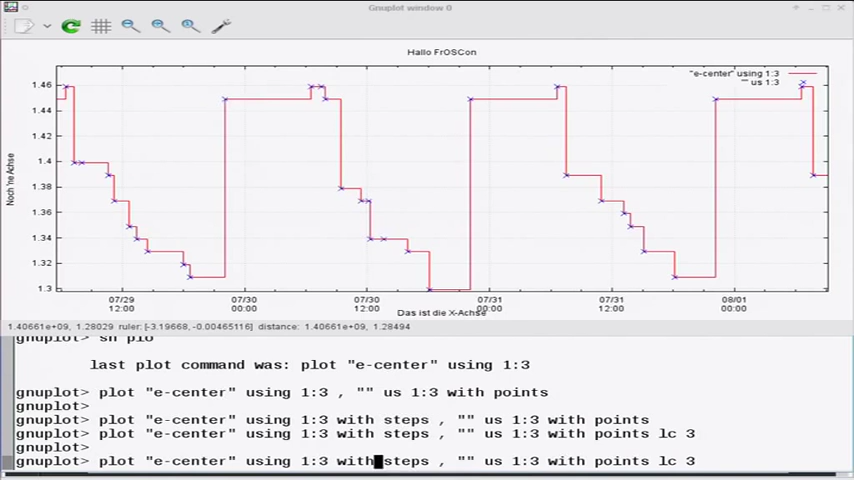 Gnuplot window 0
Hallo FrOSCon
"e-center" using 1:3
"" us 1:3
1.46
1.44
1.42
1.4
1.38
1.36
1.34
1.32
1.3
Noch 'ne Achse
07/29 07/30 07/30 07/31 07/31 08/01
12:00 00:00 12:00 00:00 12:00 00:00
Das ist die X-Achse
1.40661e+09, 1.28029 ruler: [-3.19668, -0.00465116] distance: 1.40661e+09, 1.28494
gnuplot> sh plo
last plot command was: plot "e-center" using 1:3
gnuplot> plot "e-center" using 1:3 , "" us 1:3 with points
gnuplot>
gnuplot> plot "e-center" using 1:3 with steps , "" us 1:3 with points
gnuplot> plot "e-center" using 1:3 with steps , "" us 1:3 with points lc 3
gnuplot>
gnuplot> plot "e-center" using 1:3 with steps , "" us 1:3 with points lc 3